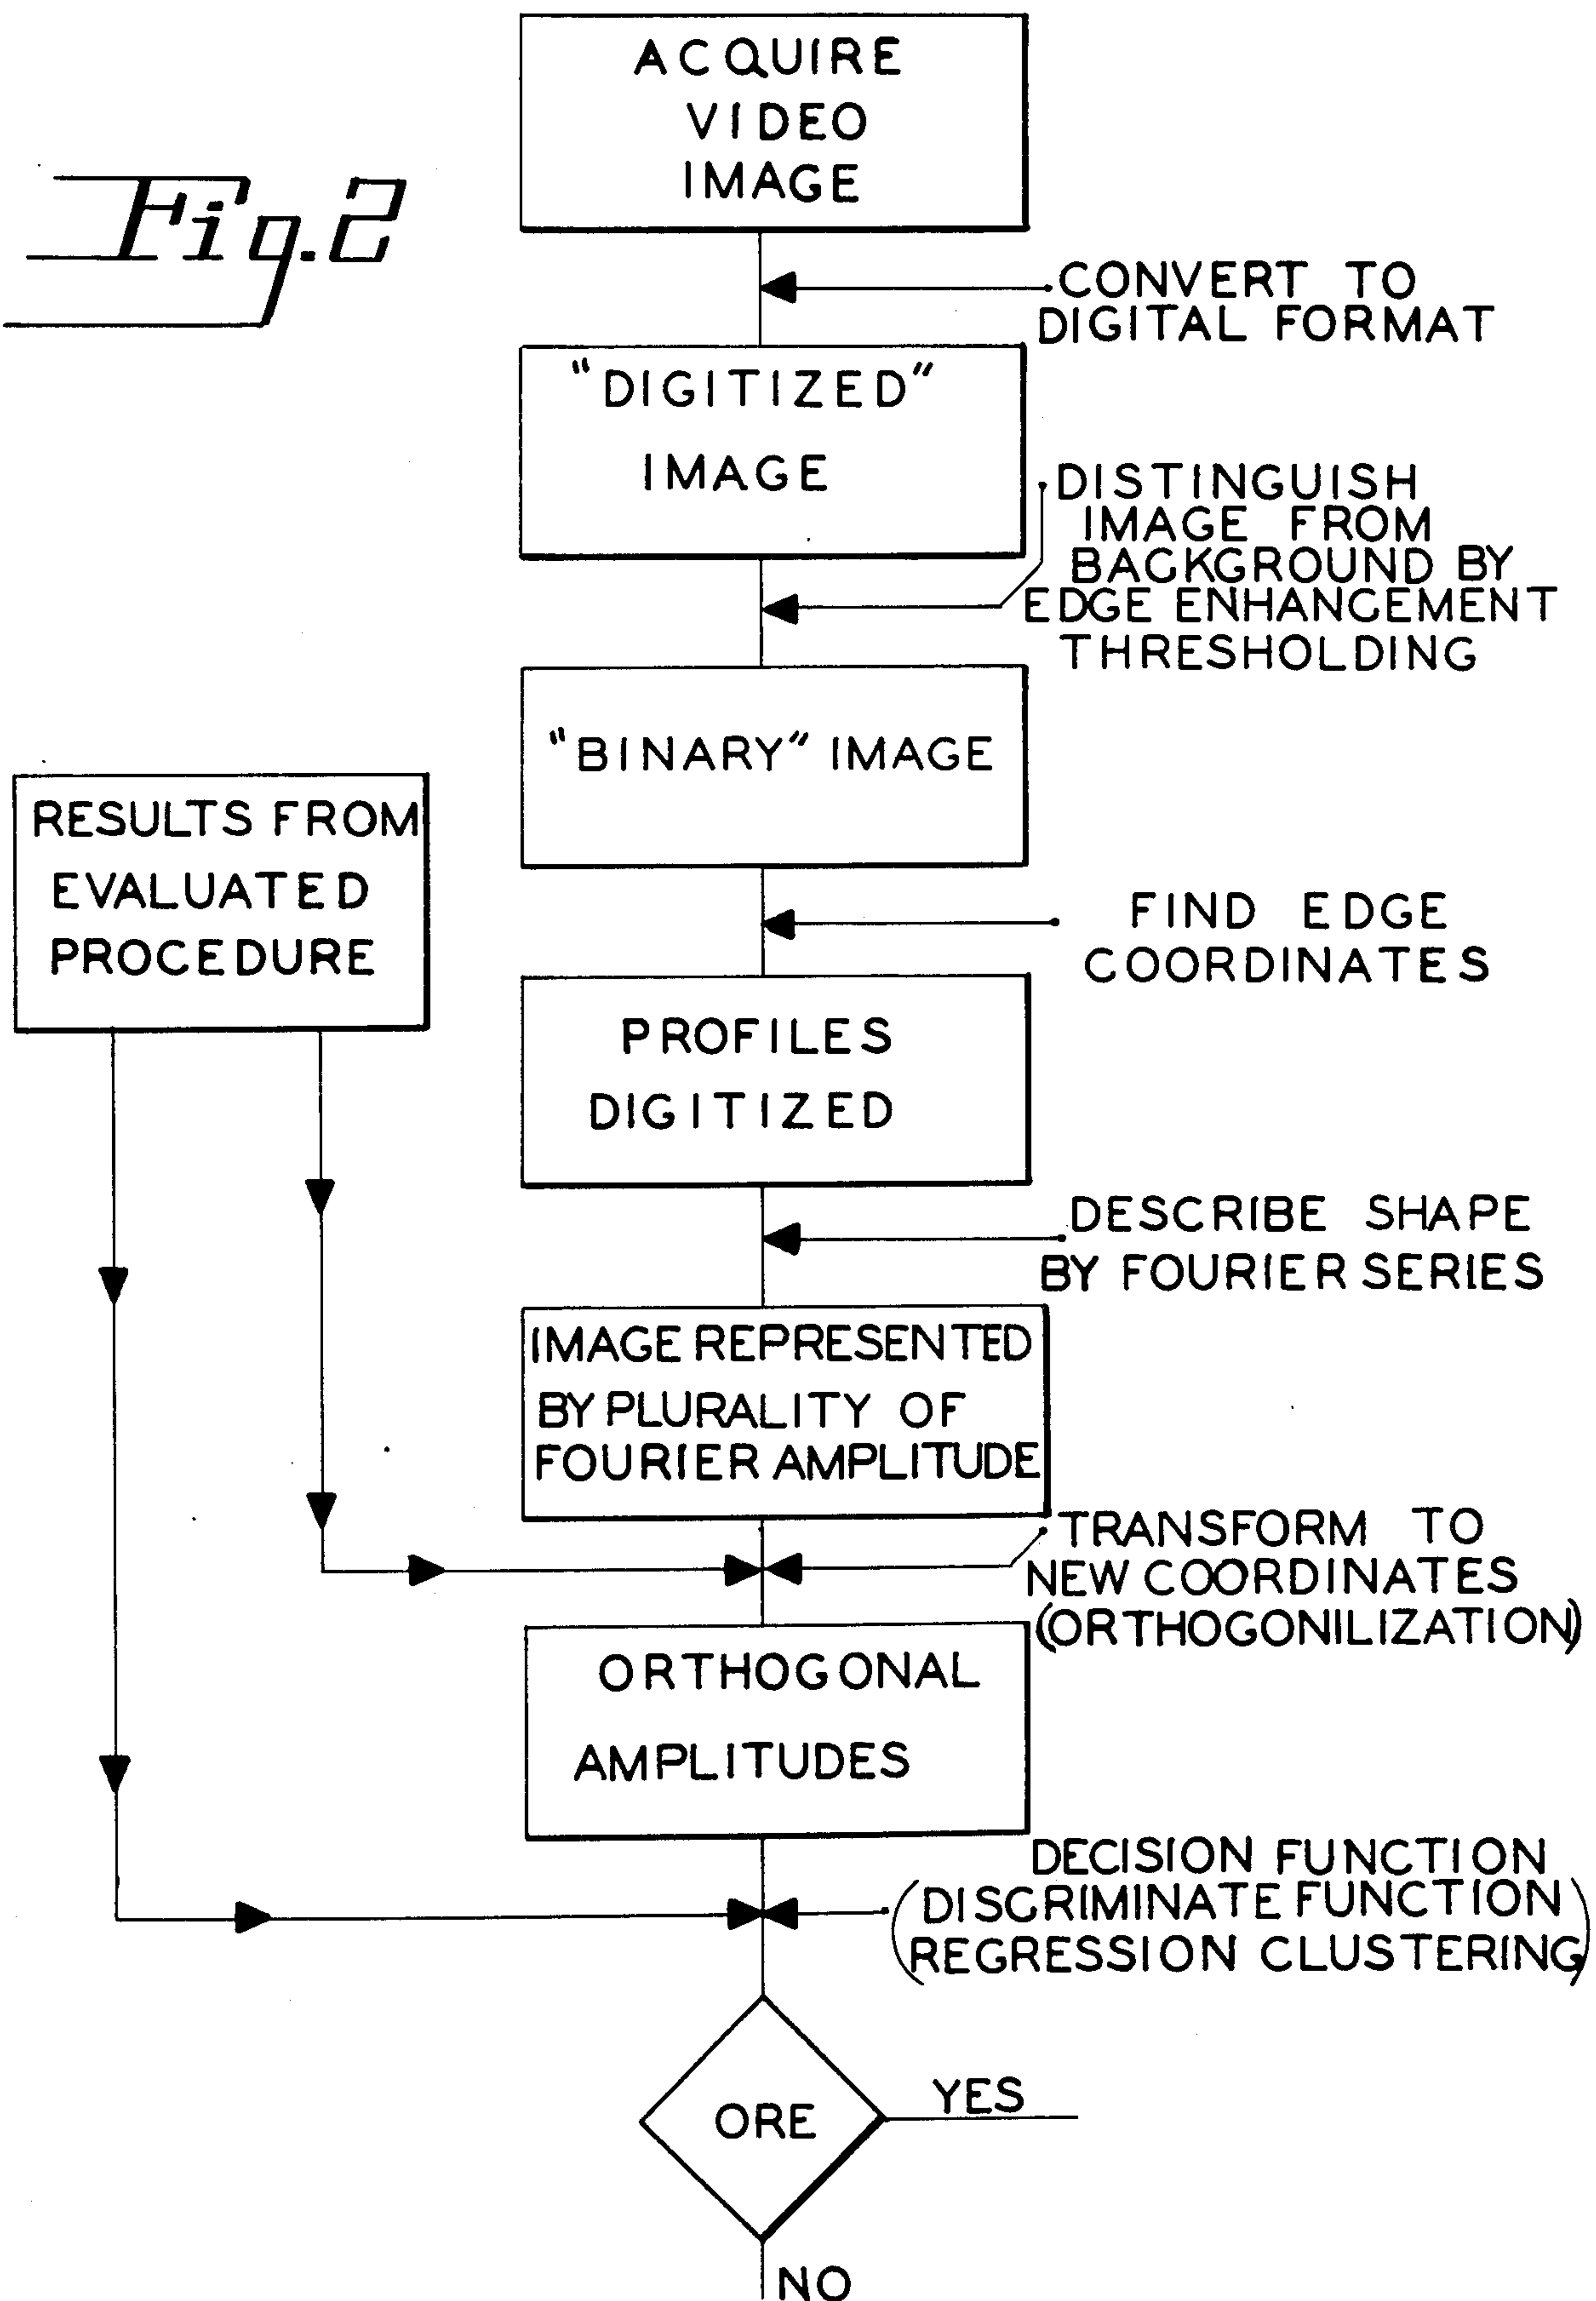 Fig. 2
ACQUIRE
VIDEO
IMAGE
CONVERT TO
DIGITAL FORMAT
"DIGITIZED"
IMAGE
DISTINGUISH
IMAGE FROM
BACKGROUND BY
EDGE ENHANCEMENT
THRESHOLDING
"BINARY" IMAGE
RESULTS FROM
EVALUATED
PROCEDURE
FIND EDGE
COORDINATES
PROFILES
DIGITIZED
DESCRIBE SHAPE
BY FOURIER SERIES
IMAGE REPRESENTED
BY PLURALITY OF
FOURIER AMPLITUDE
TRANSFORM TO
NEW COORDINATES
(ORTHOGONILIZATION)
ORTHOGONAL
AMPLITUDES
DECISION FUNCTION
(DISCRIMINATE FUNCTION
REGRESSION CLUSTERING)
ORE
YES
NO